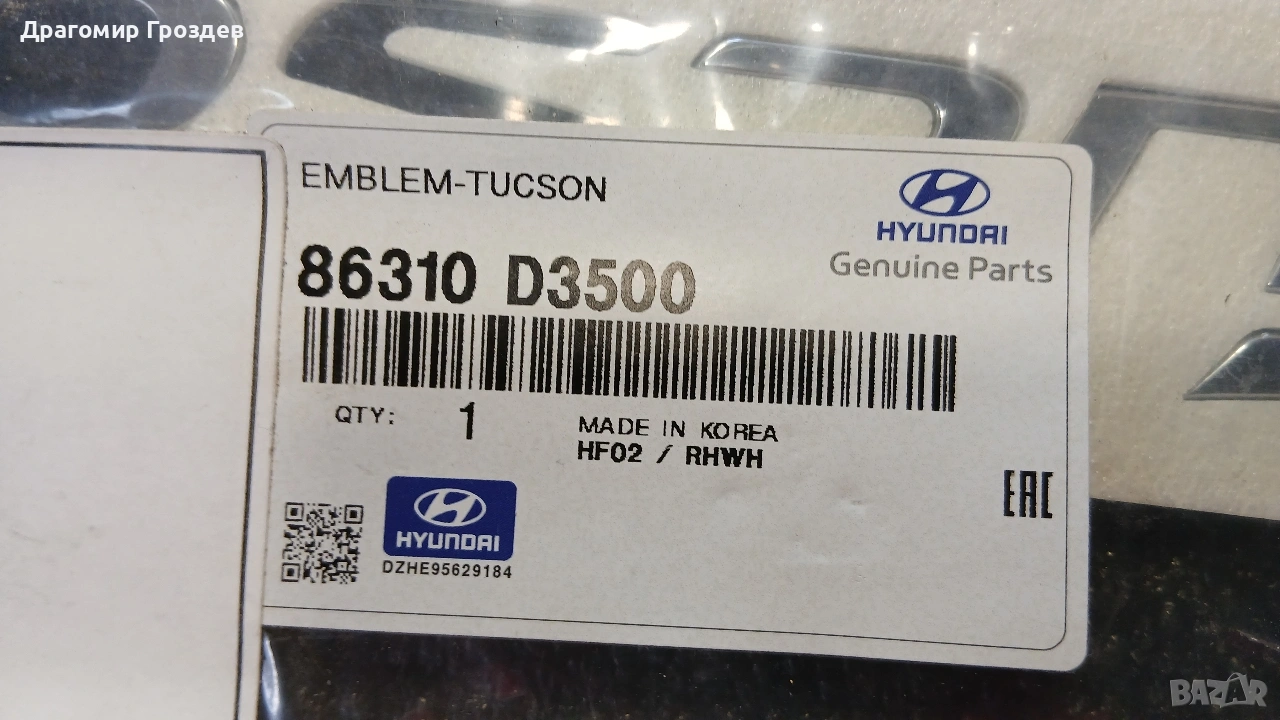 Драгомир Гроздев
EMBLEM-TUCSON
HYUNDAI
Genuine Parts
86310 D3500
QTY: 1
MADE IN KOREA
HF02 / RHWH
EAC
HYUNDAI
DZHE95629184
BAZAR